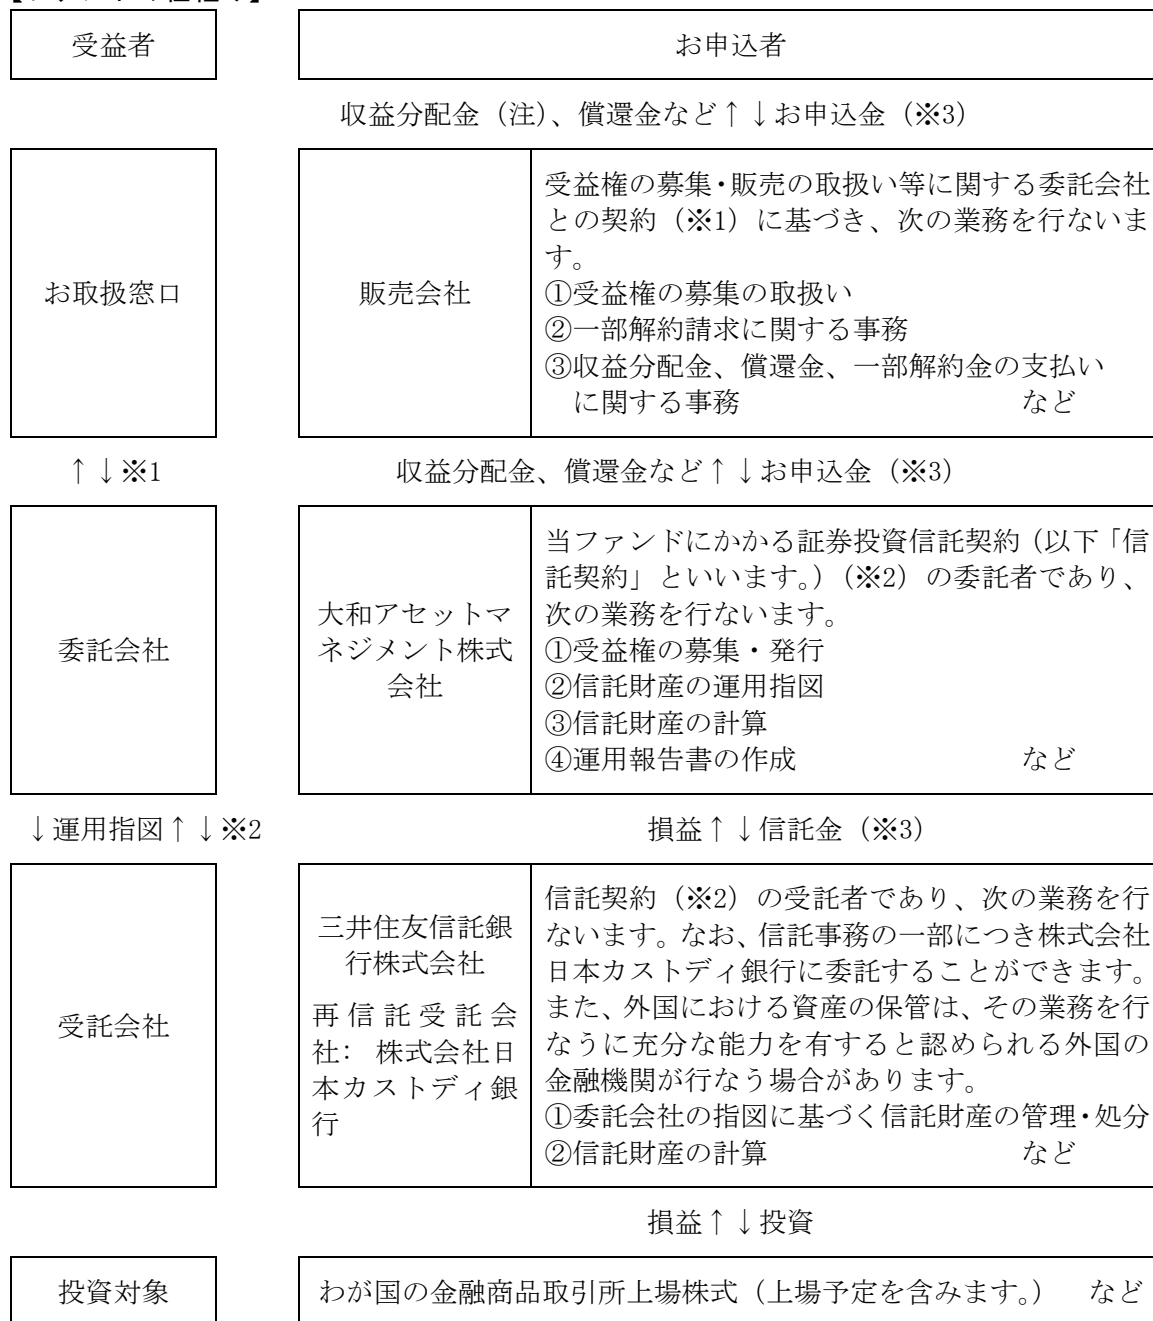 受益者
お申込者
収益分配金（注）、償還金など↑↓お申込金（※3）
お取扱窓口
販売会社
受益権の募集・販売の取扱い等に関する委託会社
との契約（※1）に基づき、次の業務を行ないま
す。
①受益権の募集の取扱い
②一部解約請求に関する事務
③収益分配金、償還金、一部解約金の支払い
に関する事務　など
↑↓※1
収益分配金、償還金など↑↓お申込金（※3）
委託会社
大和アセットマ
ネジメント株式
会社
当ファンドにかかる証券投資信託契約（以下「信
託契約」といいます。）（※2）の委託者であり、
次の業務を行ないます。
①受益権の募集・発行
②信託財産の運用指図
③信託財産の計算
④運用報告書の作成　など
↓運用指図↑↓※2
損益↑↓信託金（※3）
受託会社
三井住友信託銀
行株式会社
再信託受託会
社：株式会社日
本カストディ銀
行
信託契約（※2）の受託者であり、次の業務を行
ないます。なお、信託事務の一部につき株式会社
日本カストディ銀行に委託することができます。
また、外国における資産の保管は、その業務を行
なうに充分な能力を有すると認められる外国の
金融機関が行なう場合があります。
①委託会社の指図に基づく信託財産の管理・処分
②信託財産の計算　など
損益↑↓投資
投資対象
わが国の金融商品取引所上場株式（上場予定を含みます。）　など